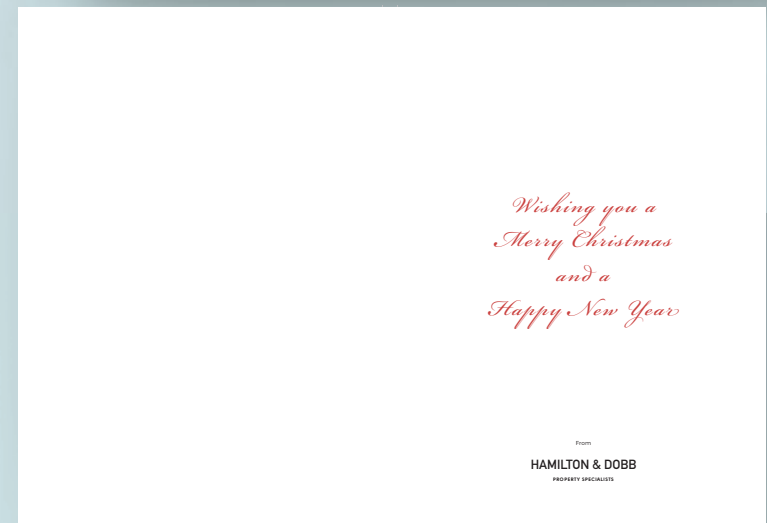 Wishing you a
Merry Christmas
and a
Happy New Year
From
HAMILTON & DOBB
PROPERTY SPECIALISTS